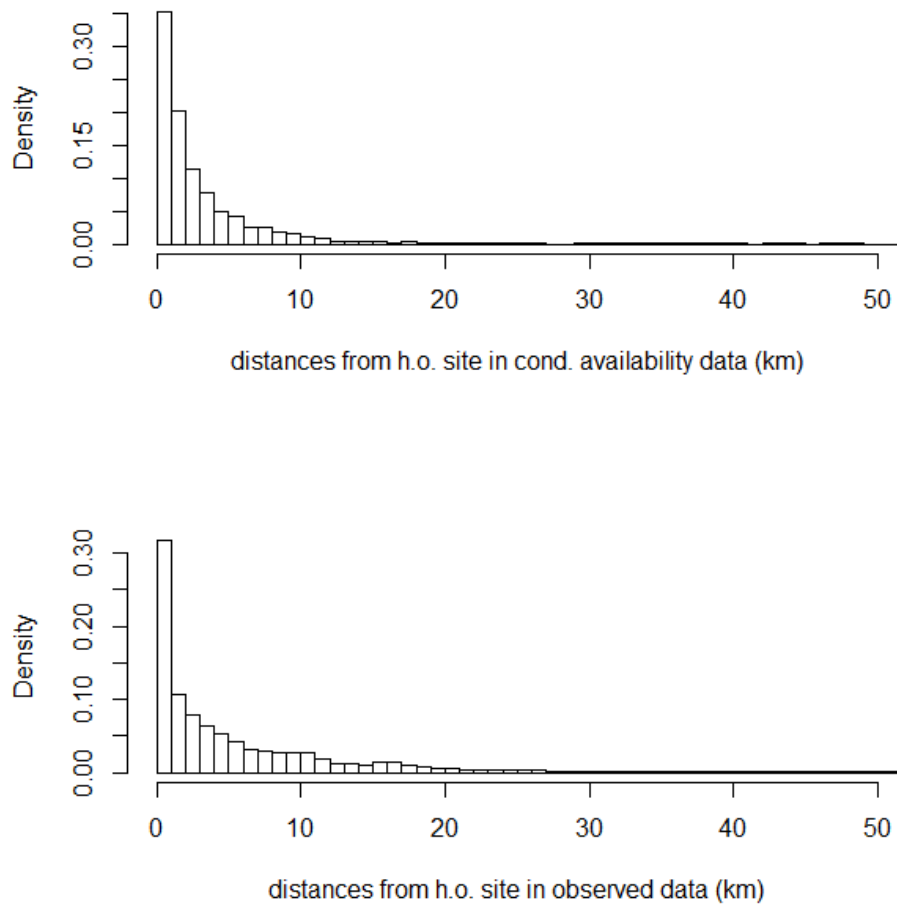 Density
0.00 0.15 0.30
0 10 20 30 40 50
distances from h.o. site in cond. availability data (km)
Density
0.00 0.10 0.20 0.30
0 10 20 30 40 50
distances from h.o. site in observed data (km)